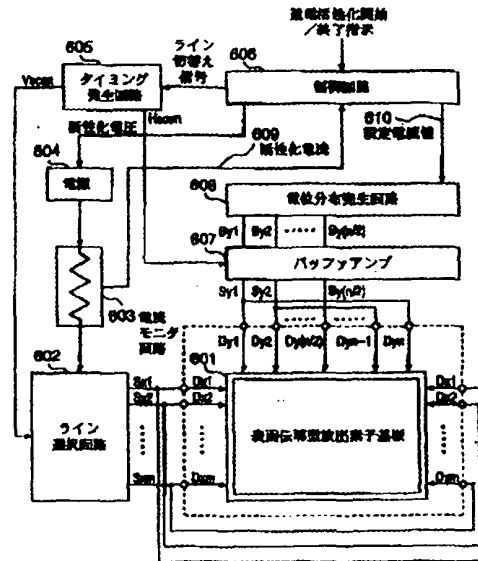 通電活性化開始
/終了指示
605
ライン
切替え
信号
606
Vscan
タイミング
発生回路
制御回路
活性化電圧
Hscan
609
活性化電流
610
設定電流値
604
電源
608
電位分布発生回路
Sy1 Sy2 ····· Sy(n/2)
607
バッファアンプ
603 電流
モニタ
回路
Sy1 Sy2 Sy(n/2)
Dy1 Dy2 Dy(n/2) Dyn-1 Dyn
602
601
ライン
選択回路
Sx1 Dx1
Sx2 Dx2
Sxm Dxm
表面伝導型放出素子基板
Dx1
Dx2
Dxm